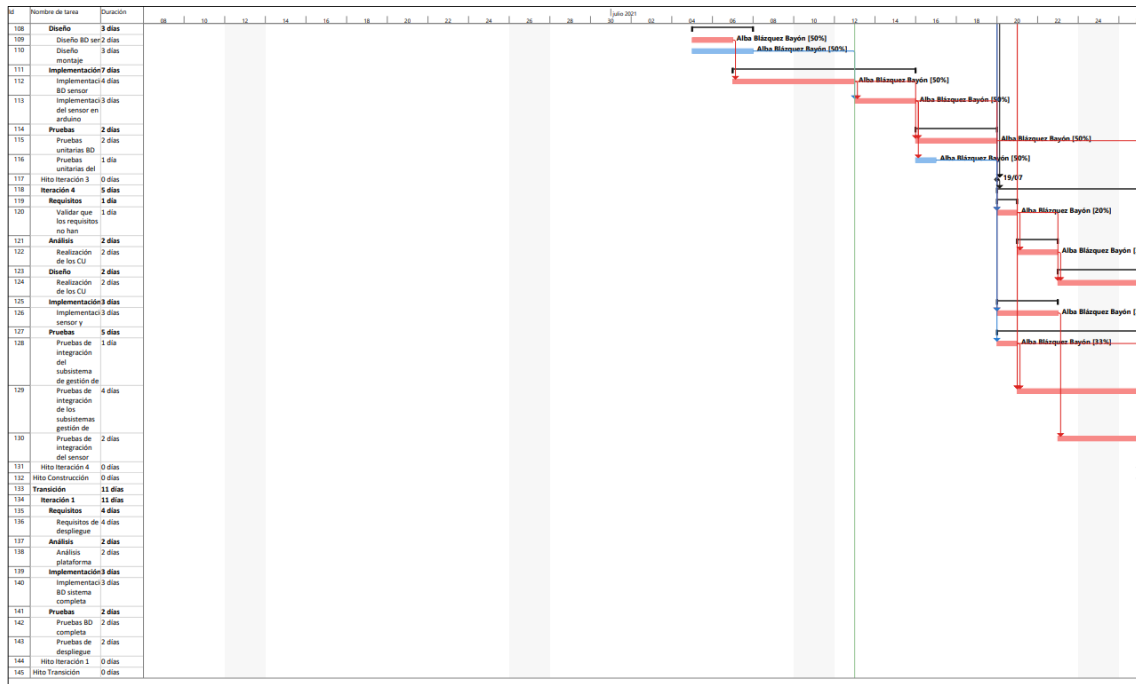 Id Nombre de tarea Duración
julio 2021
08 10 12 14 16 18 20 22 24 26 28 30 02 04 06 08 10 12 14 16 18 20 22 24
108 Diseño 3 días
109 Diseño BD ser 2 días Alba Blázquez Bayón [50%]
110 Diseño montaje 3 días Alba Blázquez Bayón [50%]
111 Implementación 7 días
112 Implementaci BD sensor 4 días Alba Blázquez Bayón [50%]
113 Implementaci del sensor en arduino 3 días Alba Blázquez Bayón [50%]
114 Pruebas 2 días
115 Pruebas unitarias BD 2 días Alba Blázquez Bayón [50%]
116 Pruebas unitarias del 1 día Alba Blázquez Bayón [50%]
117 Hito Iteración 3 0 días 19/07
118 Iteración 4 5 días
119 Requisitos 1 día
120 Validar que los requisitos no han 1 día Alba Blázquez Bayón [20%]
121 Análisis 2 días
122 Realización de los CU 2 días Alba Blázquez Bayón [
123 Diseño 2 días
124 Realización de los CU 2 días
125 Implementación 3 días
126 Implementaci sensor y 3 días Alba Blázquez Bayón [
127 Pruebas 5 días
128 Pruebas de integración del subsistema de gestión de 1 día Alba Blázquez Bayón [33%]
129 Pruebas de integración de los subsistemas gestión de 4 días
130 Pruebas de integración del sensor 2 días
131 Hito Iteración 4 0 días
132 Hito Construcción 0 días
133 Transición 11 días
134 Iteración 1 11 días
135 Requisitos 4 días
136 Requisitos de despliegue 4 días
137 Análisis 2 días
138 Análisis plataforma 2 días
139 Implementación 3 días
140 Implementaci BD sistema completa 3 días
141 Pruebas 2 días
142 Pruebas BD completa 2 días
143 Pruebas de despliegue 2 días
144 Hito Iteración 1 0 días
145 Hito Transición 0 días